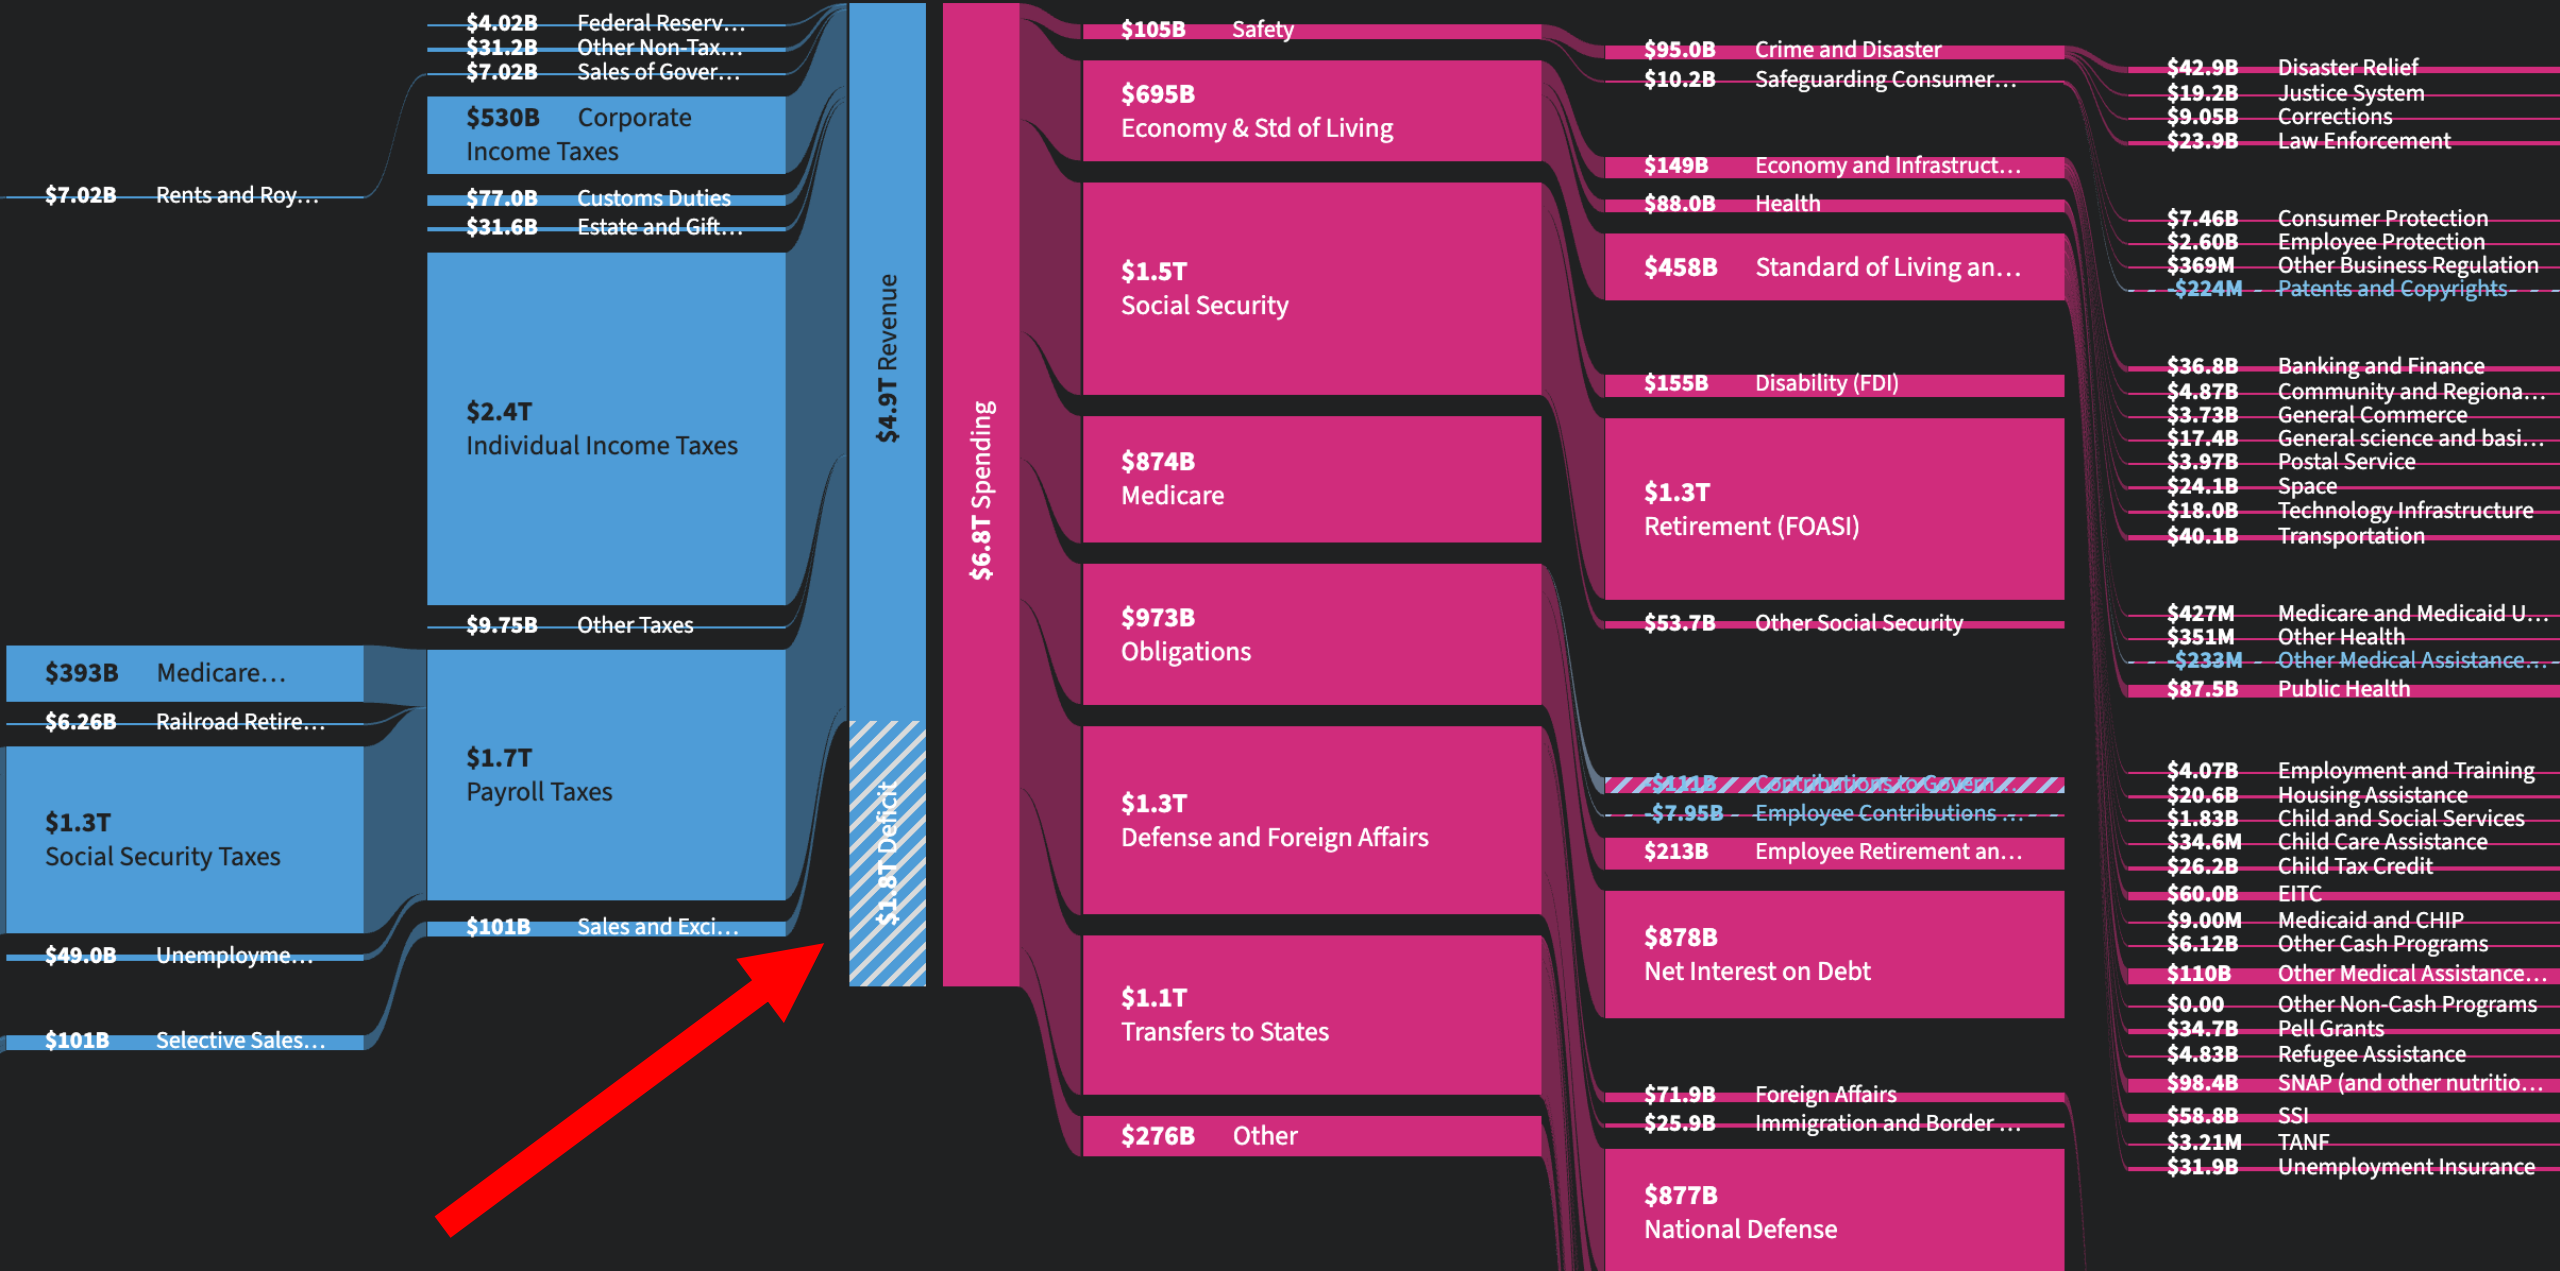 $7.02B Rents and Roy…
$393B Medicare…
$6.26B Railroad Retire…
$1.3T
Social Security Taxes
$49.0B Unemployme…
$101B Selective Sales…
$4.02B Federal Reserv…
$31.2B Other Non-Tax…
$7.02B Sales of Gover…
$530B Corporate
Income Taxes
$77.0B Customs Duties
$31.6B Estate and Gift…
$2.4T
Individual Income Taxes
$9.75B Other Taxes
$1.7T
Payroll Taxes
$101B Sales and Exci…
$4.9T Revenue
$1.8T Deficit
$6.8T Spending
$105B Safety
$695B
Economy & Std of Living
$1.5T
Social Security
$874B
Medicare
$973B
Obligations
$1.3T
Defense and Foreign Affairs
$1.1T
Transfers to States
$276B Other
$95.0B Crime and Disaster
$10.2B Safeguarding Consumer…
$149B Economy and Infrastruct…
$88.0B Health
$458B Standard of Living an…
$155B Disability (FDI)
$1.3T
Retirement (FOASI)
$53.7B Other Social Security
-$111B Contributions to Govern…
-$7.95B Employee Contributions …
$213B Employee Retirement an…
$878B
Net Interest on Debt
$71.9B Foreign Affairs
$25.9B Immigration and Border …
$877B
National Defense
$42.9B Disaster Relief
$19.2B Justice System
$9.05B Corrections
$23.9B Law Enforcement
$7.46B Consumer Protection
$2.60B Employee Protection
$369M Other Business Regulation
-$224M Patents and Copyrights
$36.8B Banking and Finance
$4.87B Community and Regiona…
$3.73B General Commerce
$17.4B General science and basi…
$3.97B Postal Service
$24.1B Space
$18.0B Technology Infrastructure
$40.1B Transportation
$427M Medicare and Medicaid U…
$351M Other Health
-$233M Other Medical Assistance…
$87.5B Public Health
$4.07B Employment and Training
$20.6B Housing Assistance
$1.83B Child and Social Services
$34.6M Child Care Assistance
$26.2B Child Tax Credit
$60.0B EITC
$9.00M Medicaid and CHIP
$6.12B Other Cash Programs
$110B Other Medical Assistance…
$0.00 Other Non-Cash Programs
$34.7B Pell Grants
$4.83B Refugee Assistance
$98.4B SNAP (and other nutritio…
$58.8B SSI
$3.21M TANF
$31.9B Unemployment Insurance